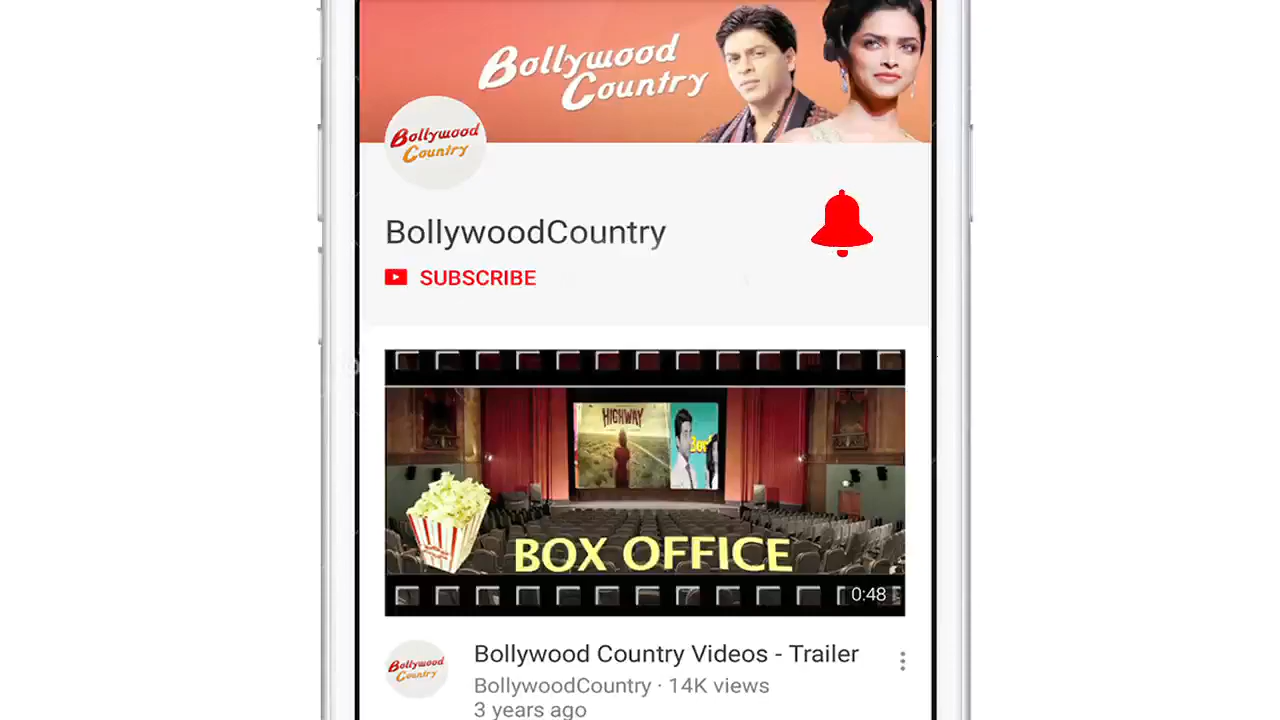 Bollywood
Country
Bollywood
Country
BollywoodCountry
SUBSCRIBE
HIGHWAY
BOX OFFICE
0:48
Bollywood
Country
Bollywood Country Videos - Trailer
BollywoodCountry · 14K views
3 years ago